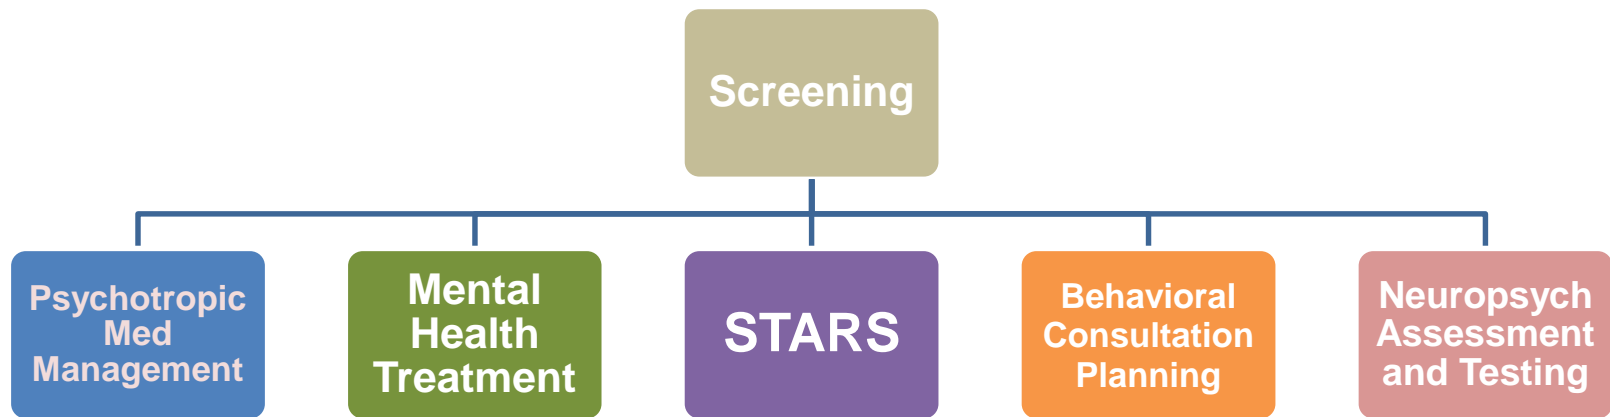 Screening
Psychotropic
Med
Management
Mental
Health
Treatment
STARS
Behavioral
Consultation
Planning
Neuropsych
Assessment
and Testing